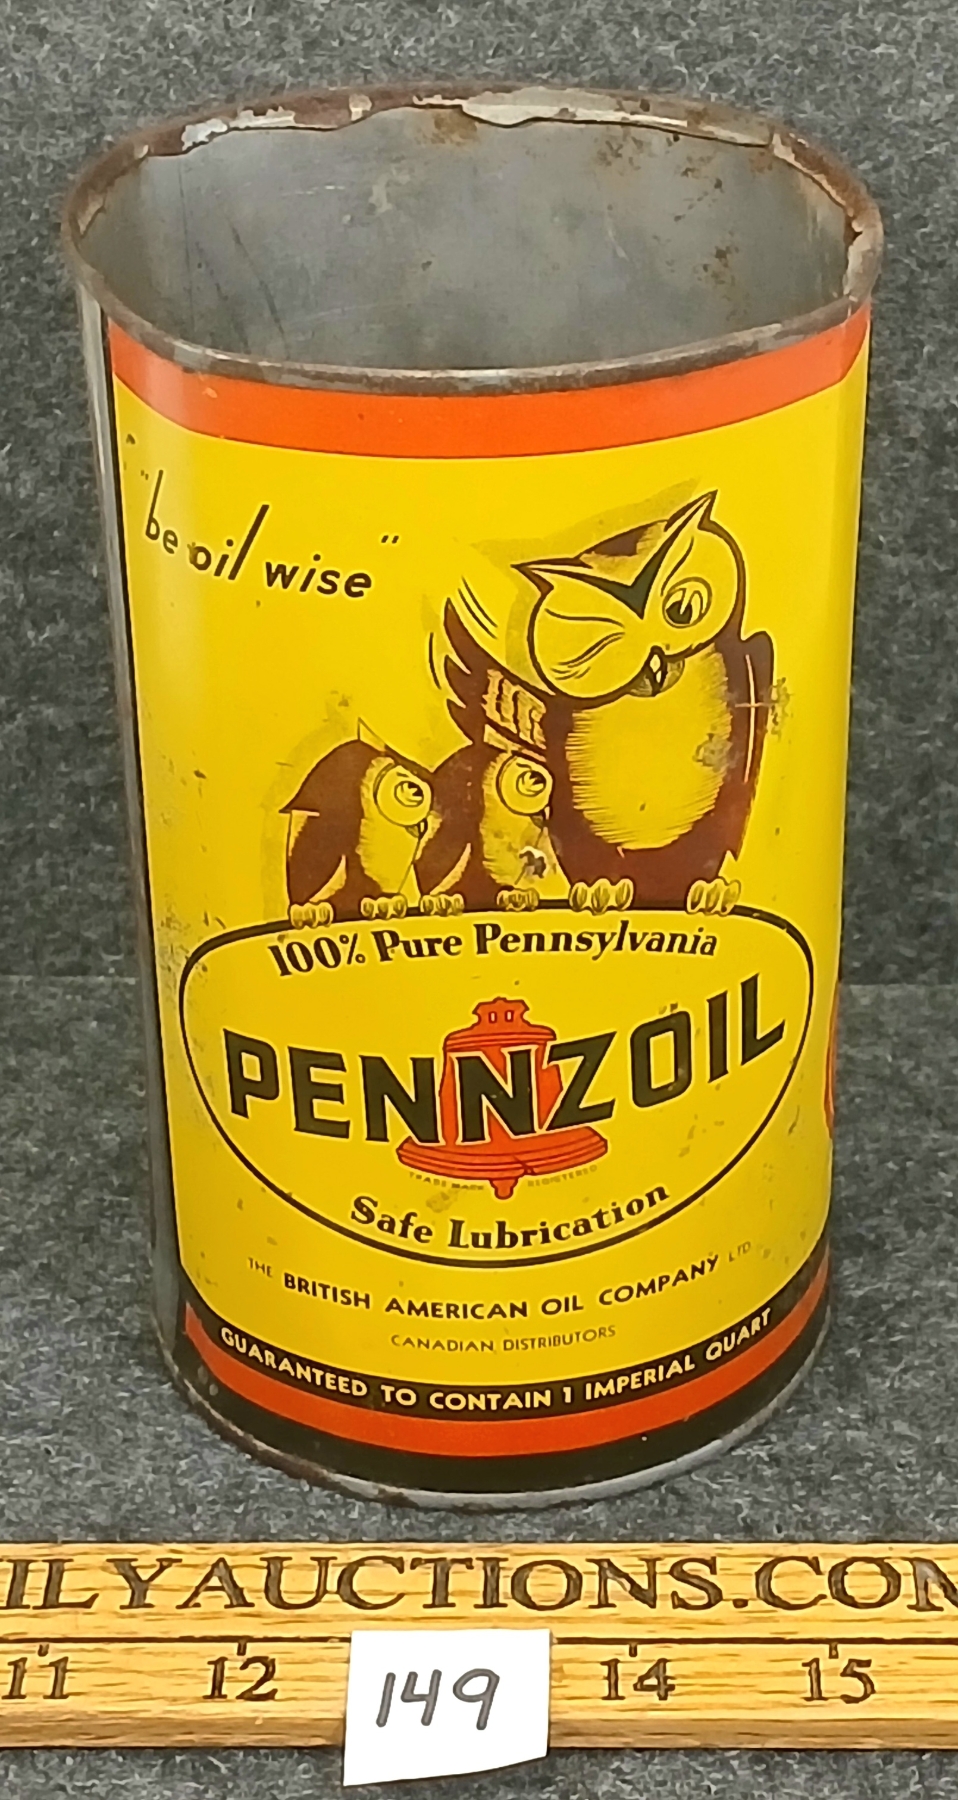 "be oil wise"
100% Pure Pennsylvania
PENNZOIL
TRADE MARK REGISTERED
Safe Lubrication
THE BRITISH AMERICAN OIL COMPANY LTD
CANADIAN DISTRIBUTORS
GUARANTEED TO CONTAIN 1 IMPERIAL QUART
ILYAUCTIONS.COM
11 12 14 15
149